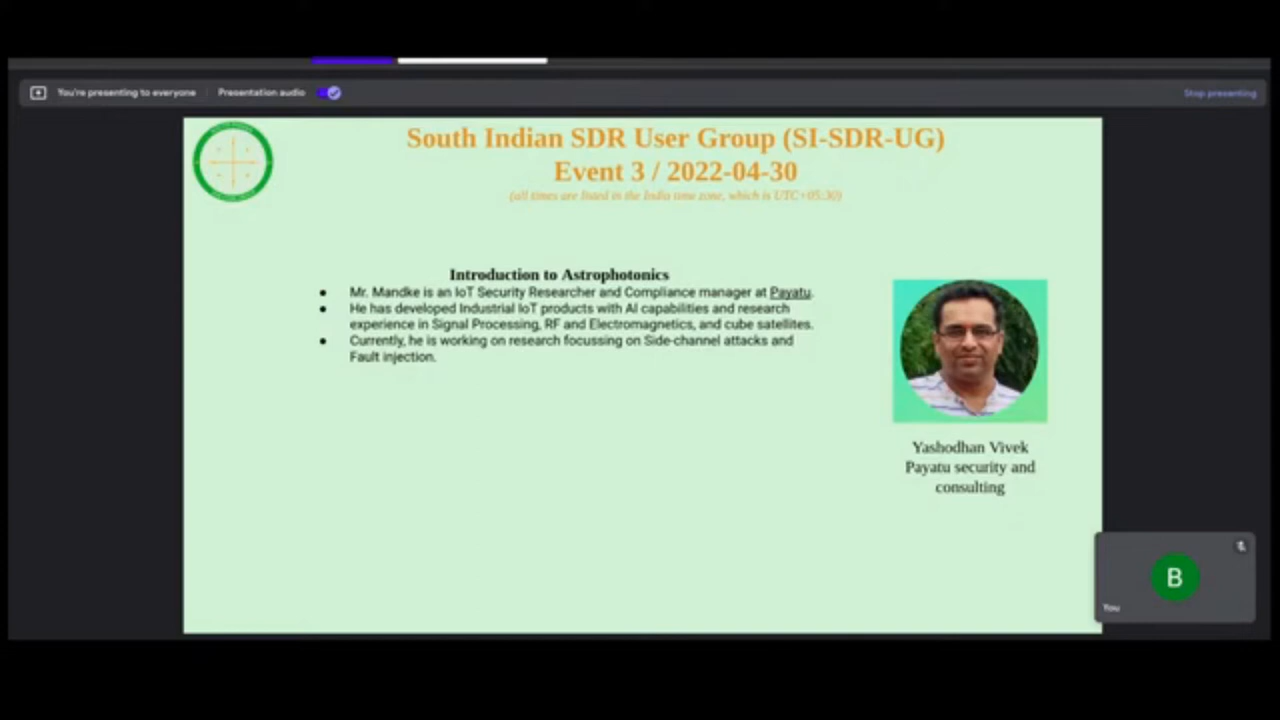 You're presenting to everyone
Presentation audio
Stop presenting
South Indian SDR User Group (SI-SDR-UG)
Event 3 / 2022-04-30
(all times are listed in the India time zone, which is UTC+05:30)
Introduction to Astrophotonics
● Mr. Mandke is an IoT Security Researcher and Compliance manager at Payatu.
● He has developed Industrial IoT products with AI capabilities and research
experience in Signal Processing, RF and Electromagnetics, and cube satellites.
● Currently, he is working on research focussing on Side-channel attacks and
Fault injection.
Yashodhan Vivek
Payatu security and
consulting
B
You